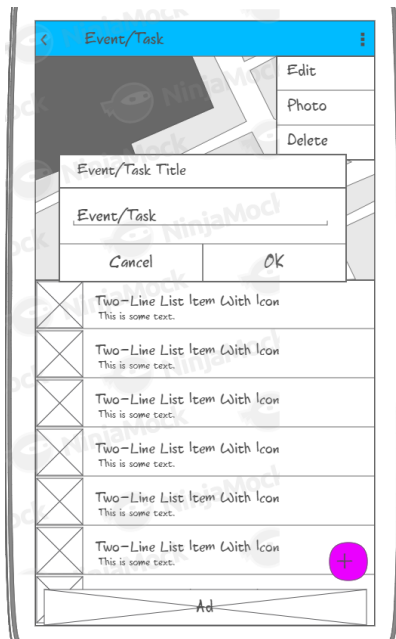 Event/Task
Edit
Photo
Delete
Event/Task Title
Event/Task
Cancel
OK
Two-Line List Item With Icon
This is some text.
Two-Line List Item With Icon
This is some text.
Two-Line List Item With Icon
This is some text.
Two-Line List Item With Icon
This is some text.
Two-Line List Item With Icon
This is some text.
Two-Line List Item With Icon
This is some text.
Ad
NinjaMock